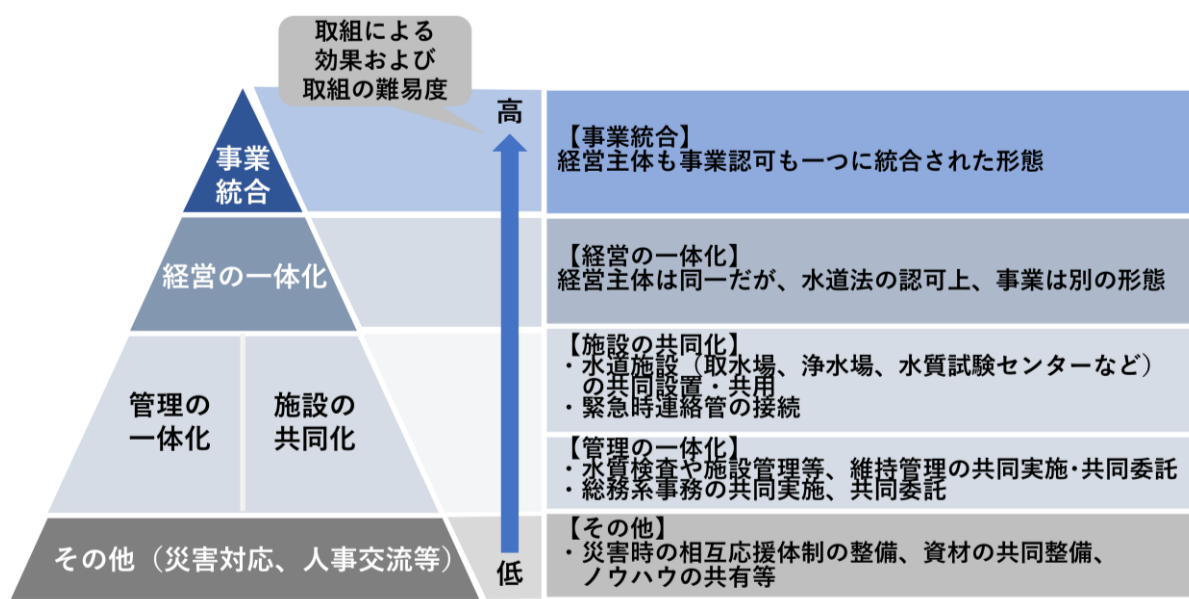 取組による
効果および
取組の難易度
高
事業
統合
【事業統合】
経営主体も事業認可も一つに統合された形態
経営の一体化
【経営の一体化】
経営主体は同一だが、水道法の認可上、事業は別の形態
管理の
一体化
施設の
共同化
【施設の共同化】
・水道施設（取水場、浄水場、水質試験センターなど）
の共同設置・共用
・緊急時連絡管の接続
【管理の一体化】
・水質検査や施設管理等、維持管理の共同実施･共同委託
・総務系事務の共同実施、共同委託
その他（災害対応、人事交流等）
低
【その他】
・災害時の相互応援体制の整備、資材の共同整備、
ノウハウの共有等